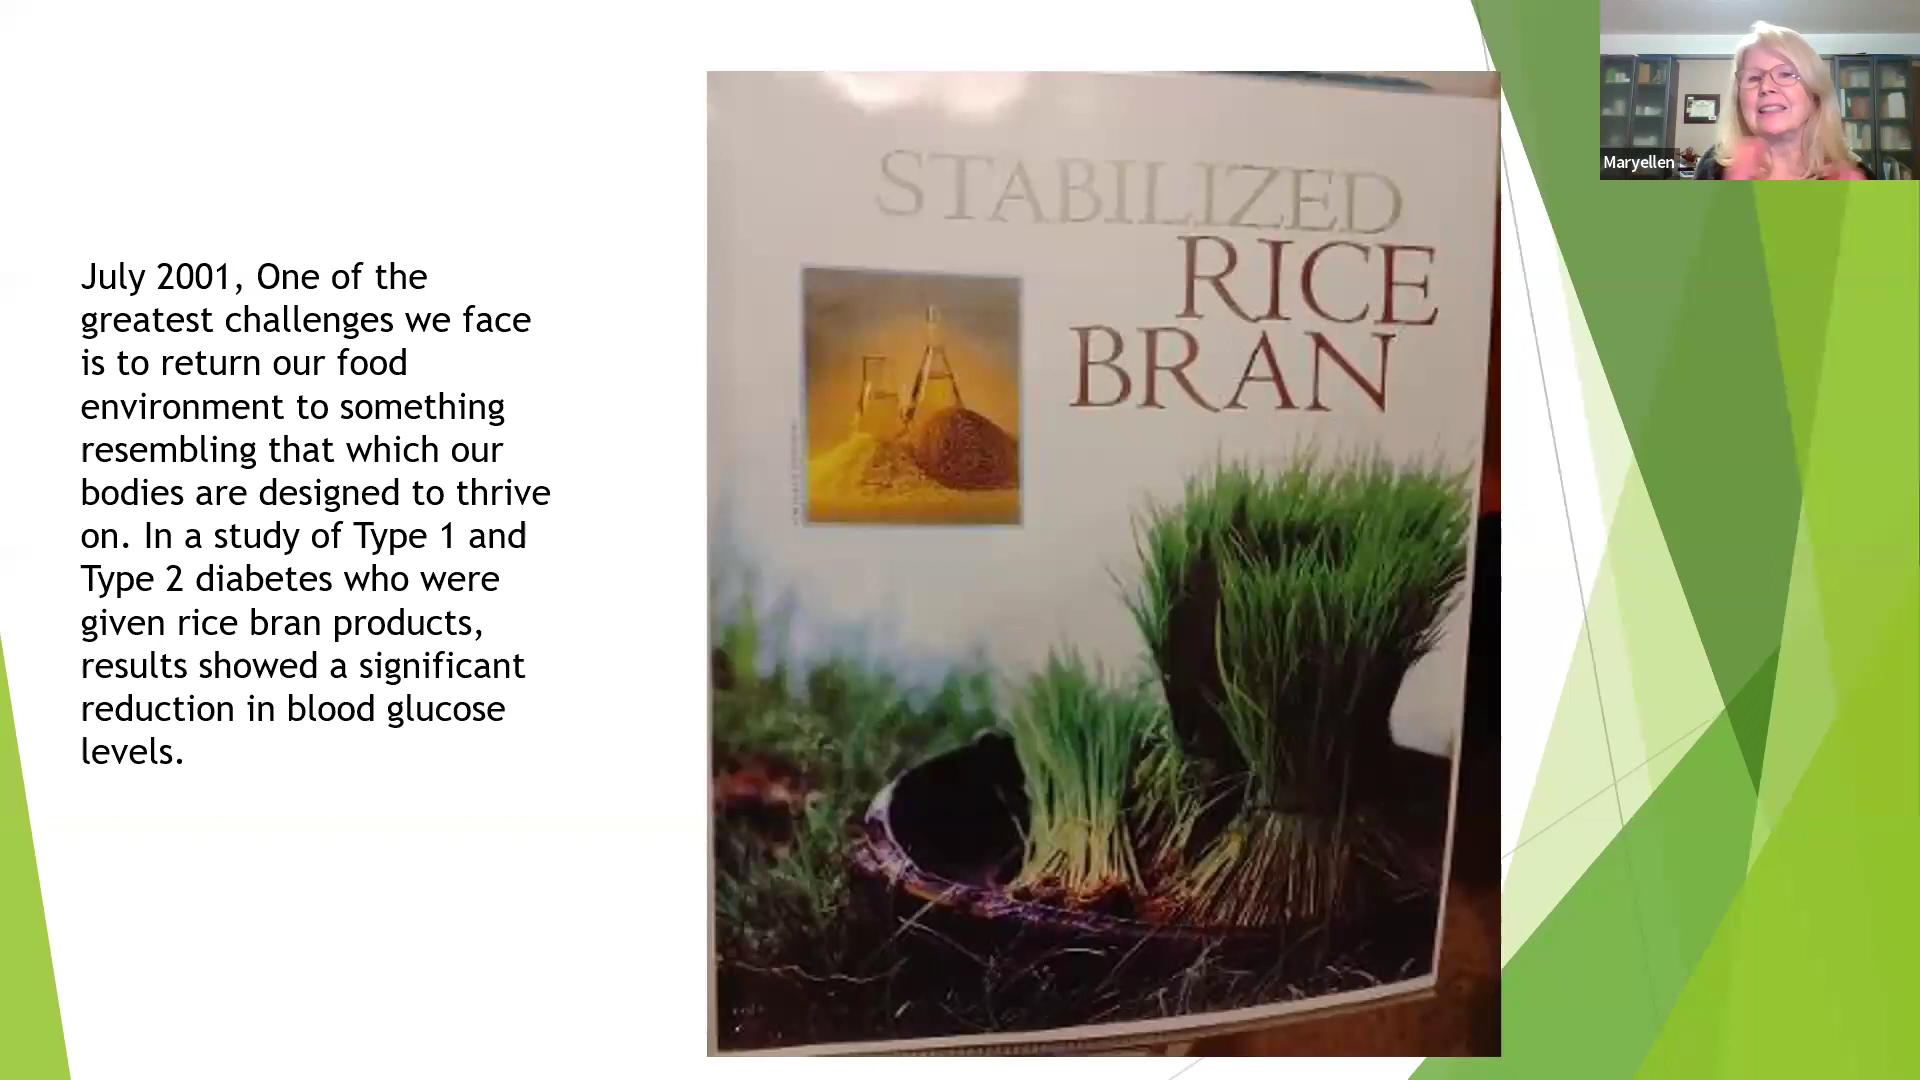 July 2001, One of the
greatest challenges we face
is to return our food
environment to something
resembling that which our
bodies are designed to thrive
on. In a study of Type 1 and
Type 2 diabetes who were
given rice bran products,
results showed a significant
reduction in blood glucose
levels.
STABILIZED
RICE
BRAN
Maryellen